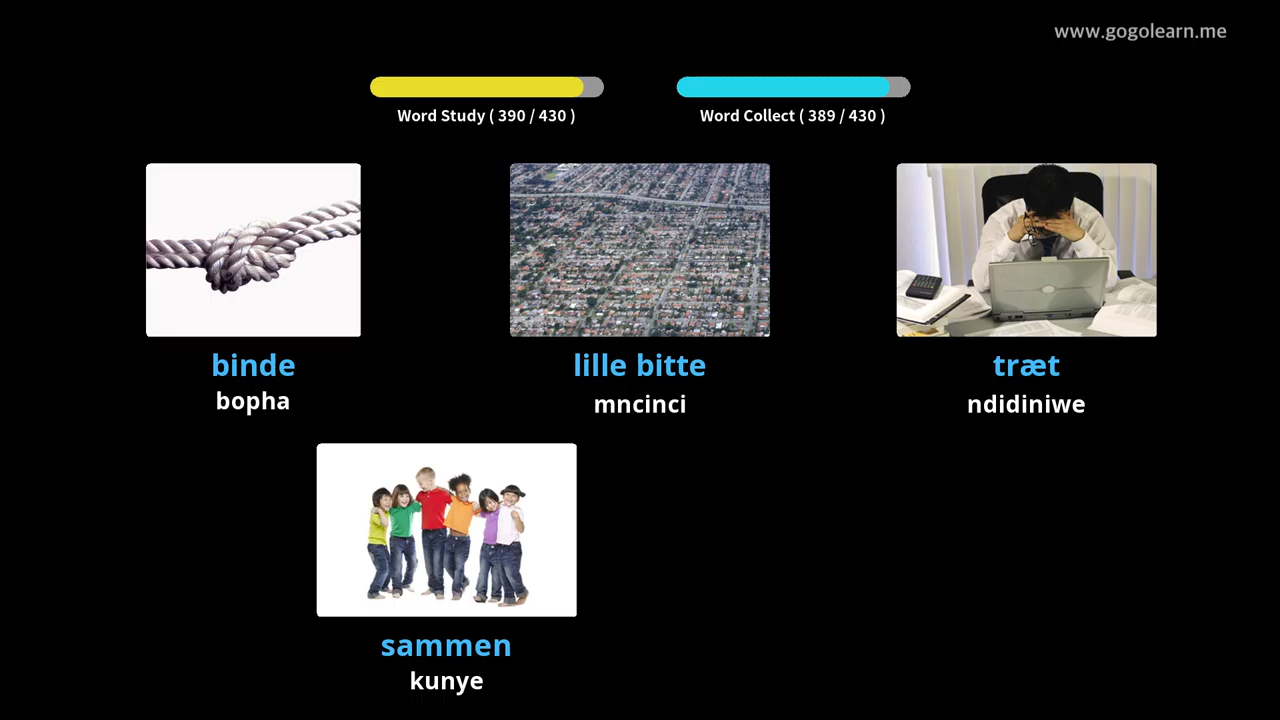 www.gogolearn.me
Word Study ( 390 / 430 )
Word Collect ( 389 / 430 )
binde
bopha
lille bitte
mncinci
træt
ndidiniwe
sammen
kunye